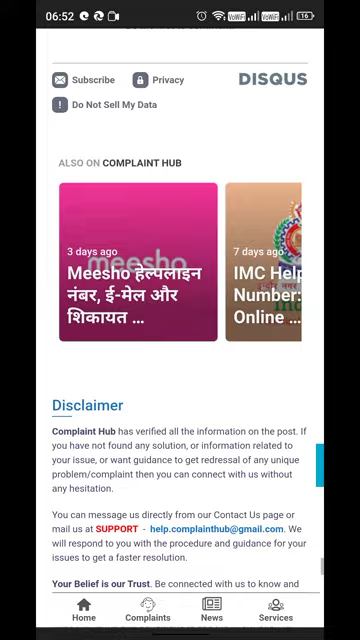 06:52
VoWiFi VoWiFi 16
Subscribe Privacy DISQUS
Do Not Sell My Data
ALSO ON COMPLAINT HUB
meesho
3 days ago
Meesho हेल्पलाइन
नंबर, ई-मेल और
शिकायत ...
7 days ago
IMC Help
Number:
Online ...
Disclaimer
Complaint Hub has verified all the information on the post. If
you have not found any solution, or information related to
your issue, or want guidance to get redressal of any unique
problem/complaint then you can connect with us without
any hesitation.
You can message us directly from our Contact Us page or
mail us at SUPPORT - help.complainthub@gmail.com. We
will respond to you with the procedure and guidance for your
issues to get a faster resolution.
Your Belief is our Trust. Be connected with us to know and
Home Complaints News Services